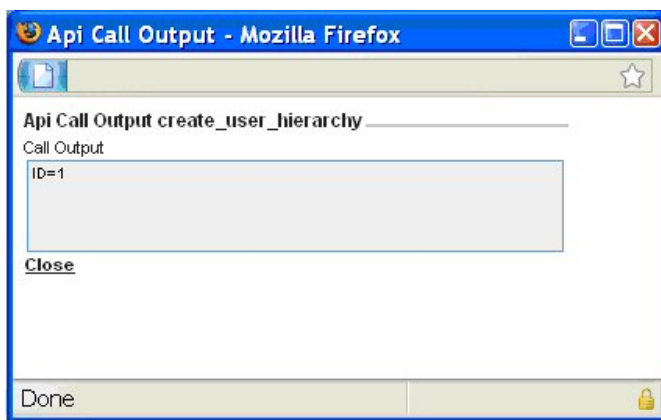 Api Call Output - Mozilla Firefox
Api Call Output create_user_hierarchy
Call Output
ID=1
Close
Done